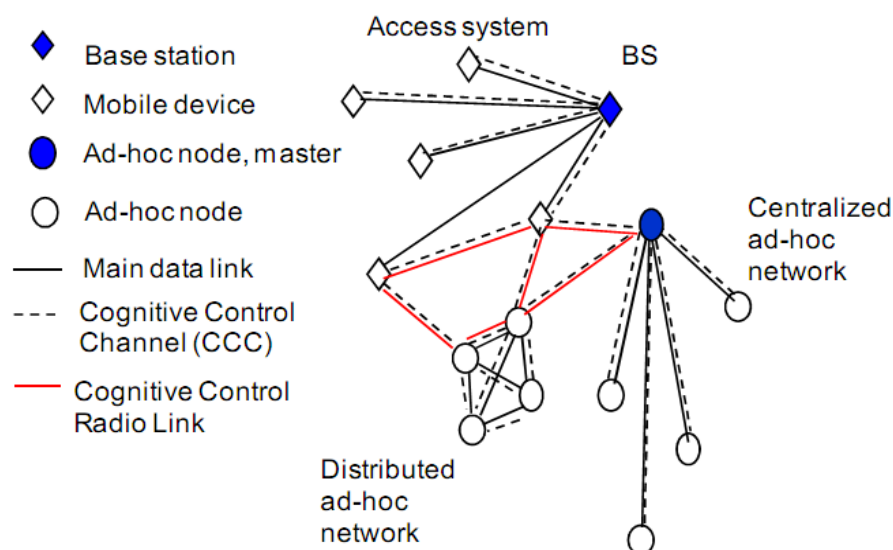 Access system
BS
Base station
Mobile device
Ad-hoc node, master
Ad-hoc node
Main data link
Cognitive Control
Channel (CCC)
Cognitive Control
Radio Link
Centralized
ad-hoc
network
Distributed
ad-hoc
network